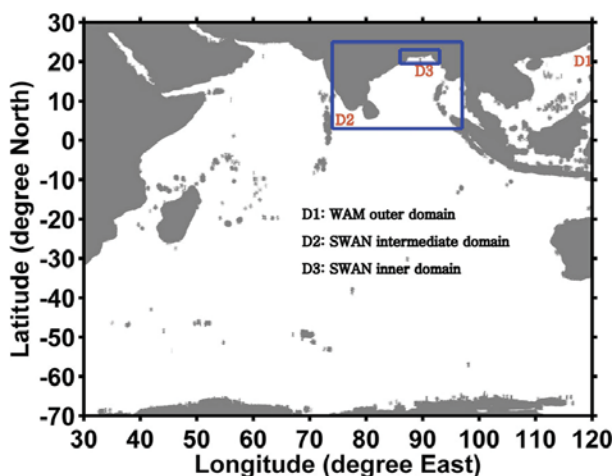 30
20
10
0
-10
-20
-30
-40
-50
-60
-70
Latitude (degree North)
D1
D3
D2
D1: WAM outer domain
D2: SWAN intermediate domain
D3: SWAN inner domain
30 40 50 60 70 80 90 100 110 120
Longitude (degree East)